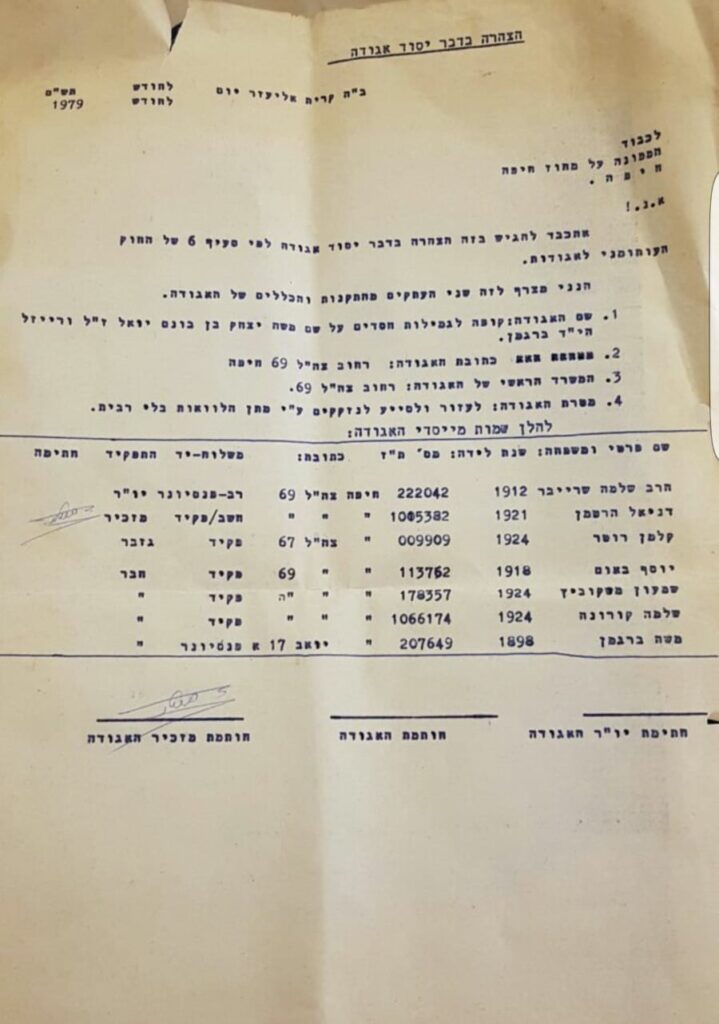 הצהרה בדבר יסוד אגודה
ב"ה קרית אליעזר יום לחודש תש"ם
לחודש 1979
לכבוד
הממונה על מחוז חיפה
ח י פ ה .
א.נ.!
אתכבד להגיש בזה הצהרה בדבר יסוד אגודה לפי סעיף 6 של החוק
העותומני לאגודות.
הנני מצרף לזה שני העתקים מהתקנות והכללים של האגודה.
1. שם האגודה:קופה לגמילות חסדים על שם משה יצחק בן בונם יואל ז"ל ורייזל
הי"ד ברגמן.
2. כתובת האגודה: רחוב צה"ל 69 חיפה
3. המשרד הראשי של האגודה: רחוב צה"ל 69.
4. מטרת האגודה: לעזור ולסייע לנזקקים ע"י מתן הלוואות בלי רבית.
להלן שמות מייסדי האגודה:
שם פרטי ומשפחה: שנת לידה: מס' ת"ז כתובת: משלוח-יד התפקיד חתימה
הרב שלמה שרייבר 1912 222042 חיפה צה"ל 69 רב-פנסיונר יו"ר
דניאל הרשמן 1921 1005382 " " " חשב/פקיד מזכיר
קלמן רוטר 1924 009909 " צה"ל 67 פקיד גזבר
יוסף באום 1918 113762 " " 69 פקיד חבר
שמעון משקוביץ 1924 178357 " " "ה פקיד "
שלמה קורונה 1924 1066174 " " " פקיד "
משה ברגמן 1898 207649 " יואב 17 א פנסיונר "
חתימת יו"ר האגודה חותמת האגודה חותמת מזכיר האגודה